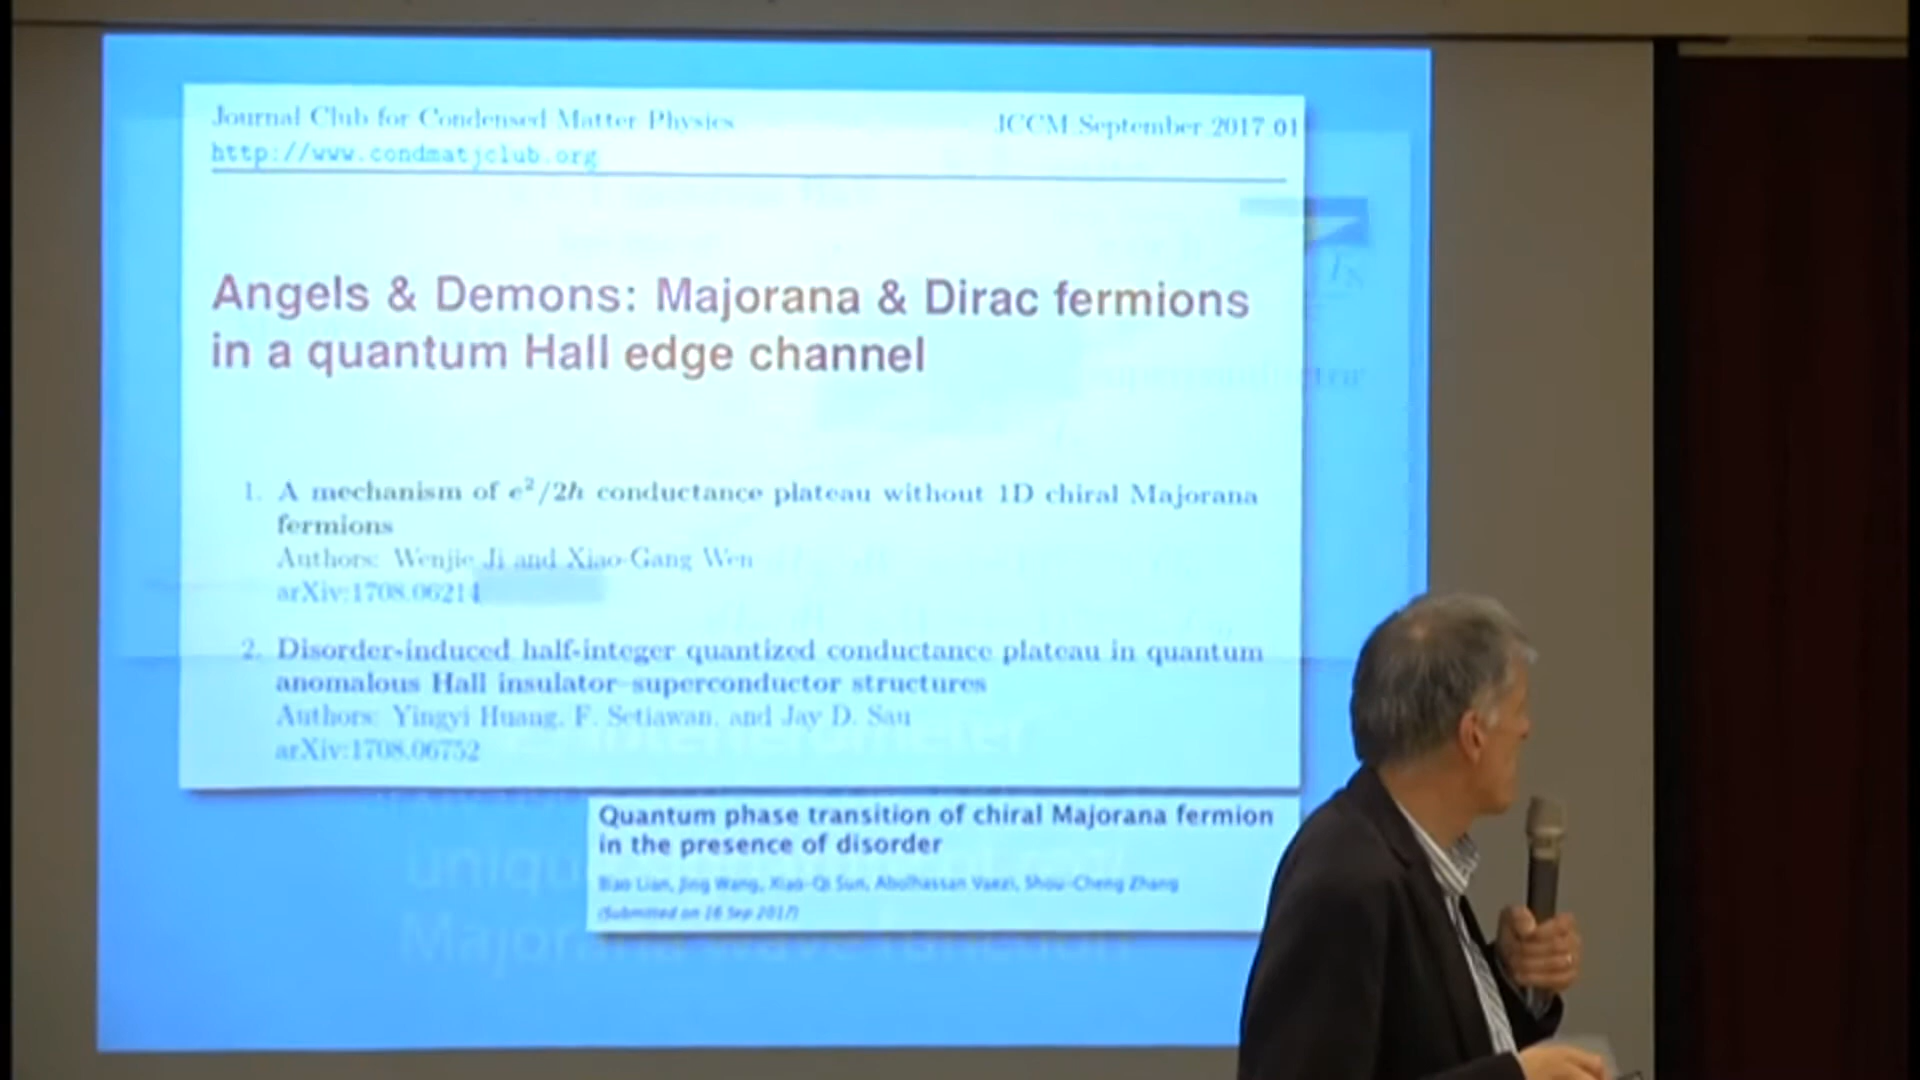 Journal Club for Condensed Matter Physics JCCM September 2017 01
http://www.condmatjclub.org
Angels & Demons: Majorana & Dirac fermions
in a quantum Hall edge channel
1. A mechanism of e²/2h conductance plateau without 1D chiral Majorana
fermions
Authors: Wenjie Ji and Xiao-Gang Wen
arXiv:1708.06214
2. Disorder-induced half-integer quantized conductance plateau in quantum
anomalous Hall insulator-superconductor structures
Authors: Yingyi Huang, F. Setiawan, and Jay D. Sau
arXiv:1708.06752
Quantum phase transition of chiral Majorana fermion
in the presence of disorder
Biao Lian, Jing Wang, Xiao-Qi Sun, Abolhassan Vaezi, Shou-Cheng Zhang
(Submitted on 16 Sep 2017)
Majorana wave function